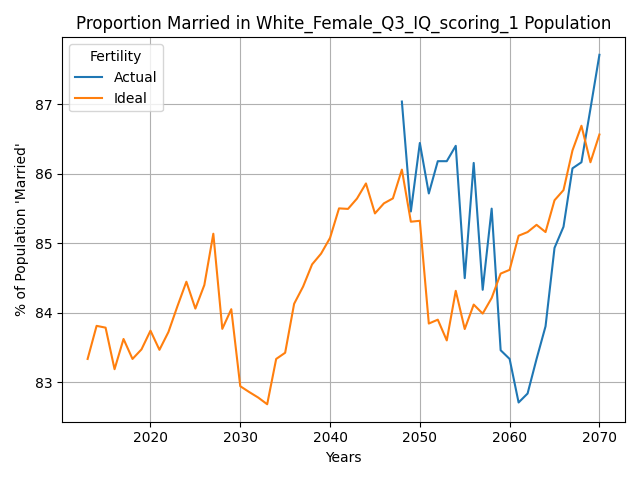 Proportion Married in White_Female_Q3_IQ_scoring_1 Population
Fertility
Actual
Ideal
% of Population 'Married'
87
86
85
84
83
2020 2030 2040 2050 2060 2070
Years